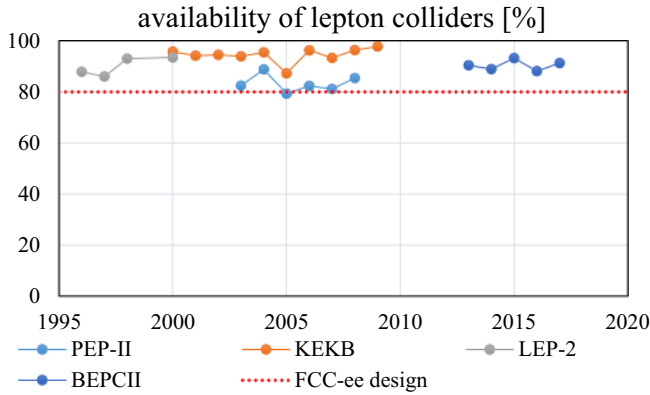 availability of lepton colliders [%]
100
80
60
40
20
0
1995 2000 2005 2010 2015 2020
PEP-II KEKB LEP-2
BEPCII FCC-ee design